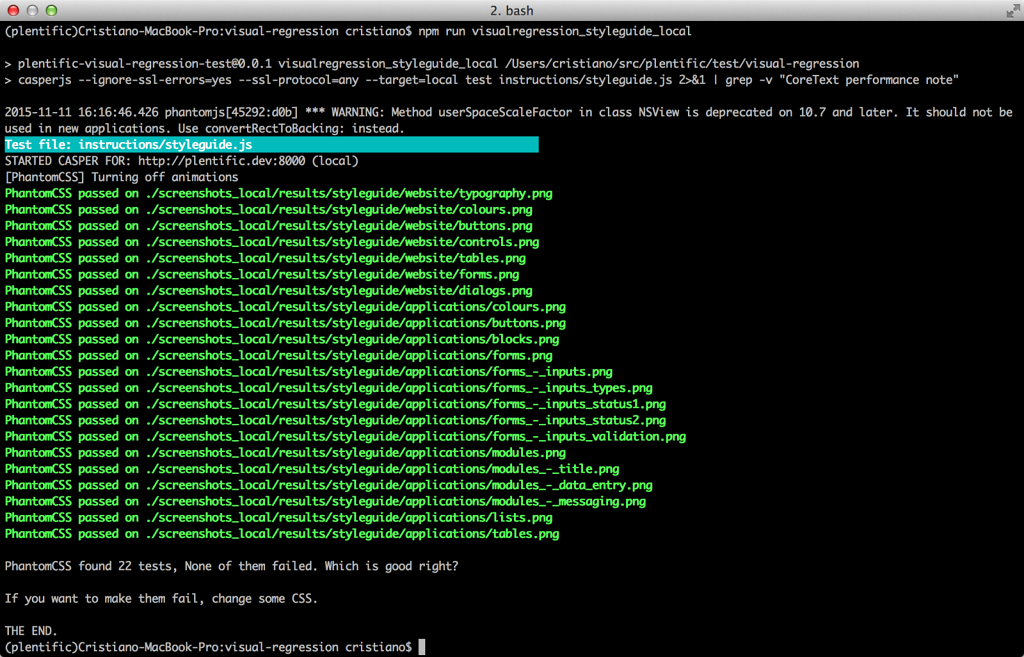 2. bash
(plentific)Cristiano-MacBook-Pro:visual-regression cristiano$ npm run visualregression_styleguide_local
> plentific-visual-regression-test@0.0.1 visualregression_styleguide_local /Users/cristiano/src/plentific/test/visual-regression
> casperjs --ignore-ssl-errors=yes --ssl-protocol=any --target=local test instructions/styleguide.js 2>&1 | grep -v "CoreText performance note"
2015-11-11 16:16:46.426 phantomjs[45292:d0b] *** WARNING: Method userSpaceScaleFactor in class NSView is deprecated on 10.7 and later. It should not be
used in new applications. Use convertRectToBacking: instead.
Test file: instructions/styleguide.js
STARTED CASPER FOR: http://plentific.dev:8000 (local)
[PhantomCSS] Turning off animations
PhantomCSS passed on ./screenshots_local/results/styleguide/website/typography.png
PhantomCSS passed on ./screenshots_local/results/styleguide/website/colours.png
PhantomCSS passed on ./screenshots_local/results/styleguide/website/buttons.png
PhantomCSS passed on ./screenshots_local/results/styleguide/website/controls.png
PhantomCSS passed on ./screenshots_local/results/styleguide/website/tables.png
PhantomCSS passed on ./screenshots_local/results/styleguide/website/forms.png
PhantomCSS passed on ./screenshots_local/results/styleguide/website/dialogs.png
PhantomCSS passed on ./screenshots_local/results/styleguide/applications/colours.png
PhantomCSS passed on ./screenshots_local/results/styleguide/applications/buttons.png
PhantomCSS passed on ./screenshots_local/results/styleguide/applications/blocks.png
PhantomCSS passed on ./screenshots_local/results/styleguide/applications/forms.png
PhantomCSS passed on ./screenshots_local/results/styleguide/applications/forms_-_inputs.png
PhantomCSS passed on ./screenshots_local/results/styleguide/applications/forms_-_inputs_types.png
PhantomCSS passed on ./screenshots_local/results/styleguide/applications/forms_-_inputs_status1.png
PhantomCSS passed on ./screenshots_local/results/styleguide/applications/forms_-_inputs_status2.png
PhantomCSS passed on ./screenshots_local/results/styleguide/applications/forms_-_inputs_validation.png
PhantomCSS passed on ./screenshots_local/results/styleguide/applications/modules.png
PhantomCSS passed on ./screenshots_local/results/styleguide/applications/modules_-_title.png
PhantomCSS passed on ./screenshots_local/results/styleguide/applications/modules_-_data_entry.png
PhantomCSS passed on ./screenshots_local/results/styleguide/applications/modules_-_messaging.png
PhantomCSS passed on ./screenshots_local/results/styleguide/applications/lists.png
PhantomCSS passed on ./screenshots_local/results/styleguide/applications/tables.png
PhantomCSS found 22 tests, None of them failed. Which is good right?
If you want to make them fail, change some CSS.
THE END.
(plentific)Cristiano-MacBook-Pro:visual-regression cristiano$